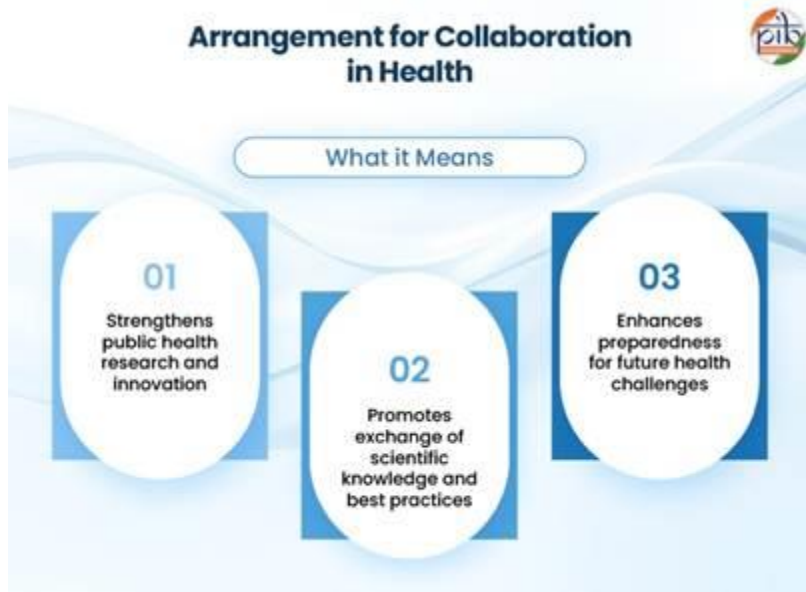 Arrangement for Collaboration
in Health
pib
What it Means
01
Strengthens
public health
research and
innovation
02
Promotes
exchange of
scientific
knowledge and
best practices
03
Enhances
preparedness
for future health
challenges